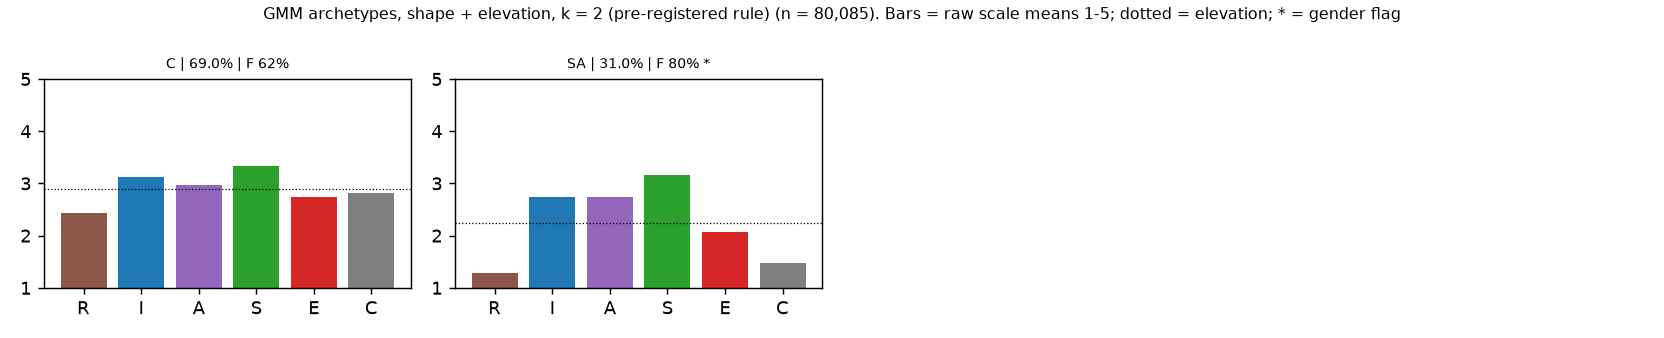 GMM archetypes, shape + elevation, k = 2 (pre-registered rule) (n = 80,085). Bars = raw scale means 1-5; dotted = elevation; * = gender flag
C | 69.0% | F 62%
5
4
3
2
1
R I A S E C
SA | 31.0% | F 80% *
5
4
3
2
1
R I A S E C